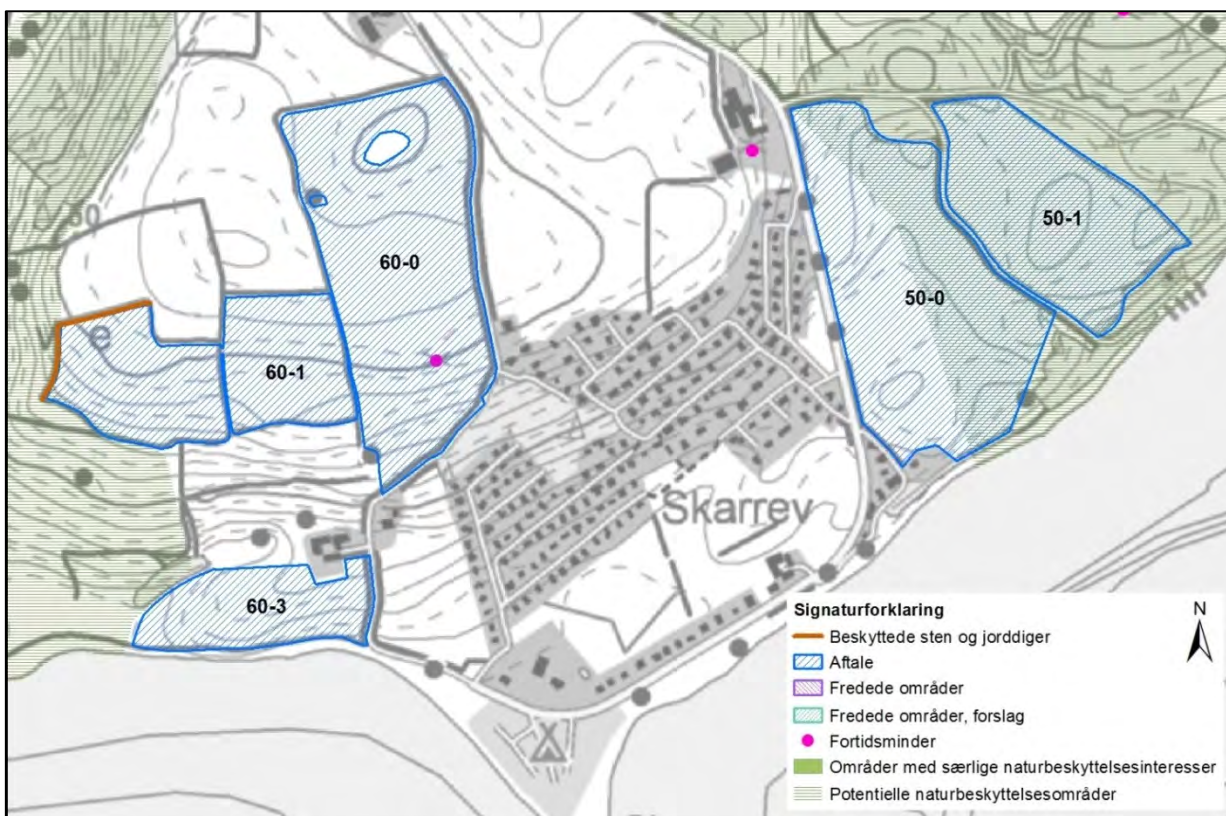 60-0
50-1
50-0
60-1
Skarrev
60-3
Signaturforklaring
N
Beskyttede sten og jorddiger
Aftale
Fredede områder
Fredede områder, forslag
Fortidsminder
Områder med særlige naturbeskyttelsesinteresser
Potentielle naturbeskyttelsesområder